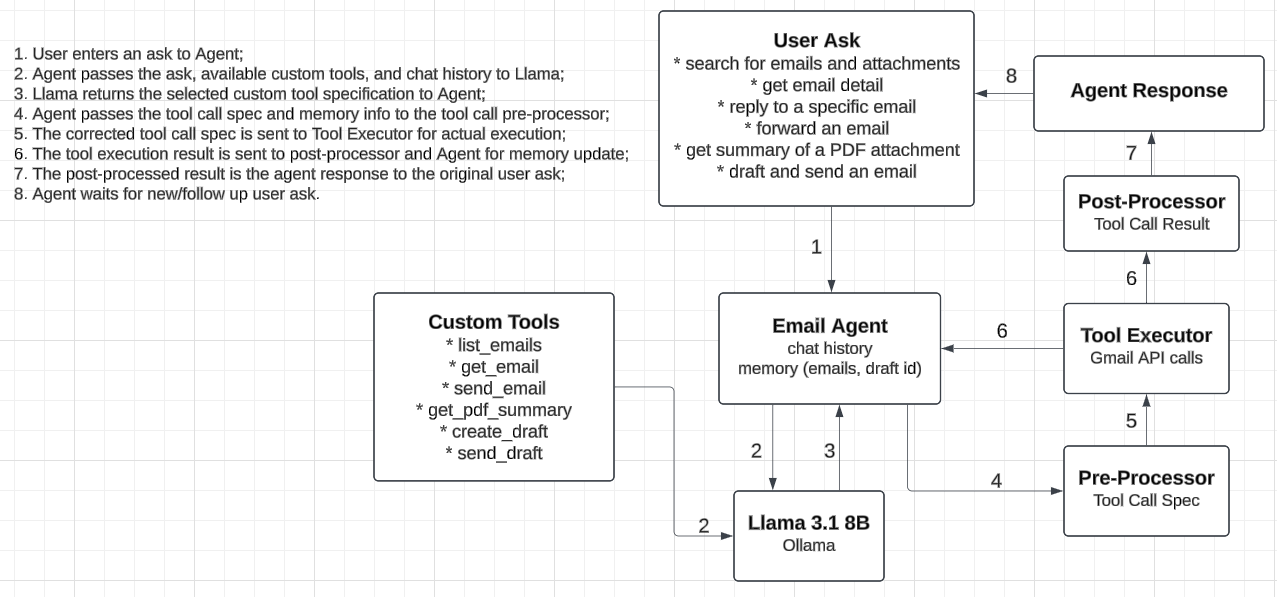 1. User enters an ask to Agent;
2. Agent passes the ask, available custom tools, and chat history to Llama;
3. Llama returns the selected custom tool specification to Agent;
4. Agent passes the tool call spec and memory info to the tool call pre-processor;
5. The corrected tool call spec is sent to Tool Executor for actual execution;
6. The tool execution result is sent to post-processor and Agent for memory update;
7. The post-processed result is the agent response to the original user ask;
8. Agent waits for new/follow up user ask.
User Ask
* search for emails and attachments
* get email detail
* reply to a specific email
* forward an email
* get summary of a PDF attachment
* draft and send an email
8
Agent Response
7
Post-Processor
Tool Call Result
1
6
Custom Tools
* list_emails
* get_email
* send_email
* get_pdf_summary
* create_draft
* send_draft
Email Agent
chat history
memory (emails, draft id)
6
Tool Executor
Gmail API calls
5
2
3
4
Pre-Processor
Tool Call Spec
2
Llama 3.1 8B
Ollama